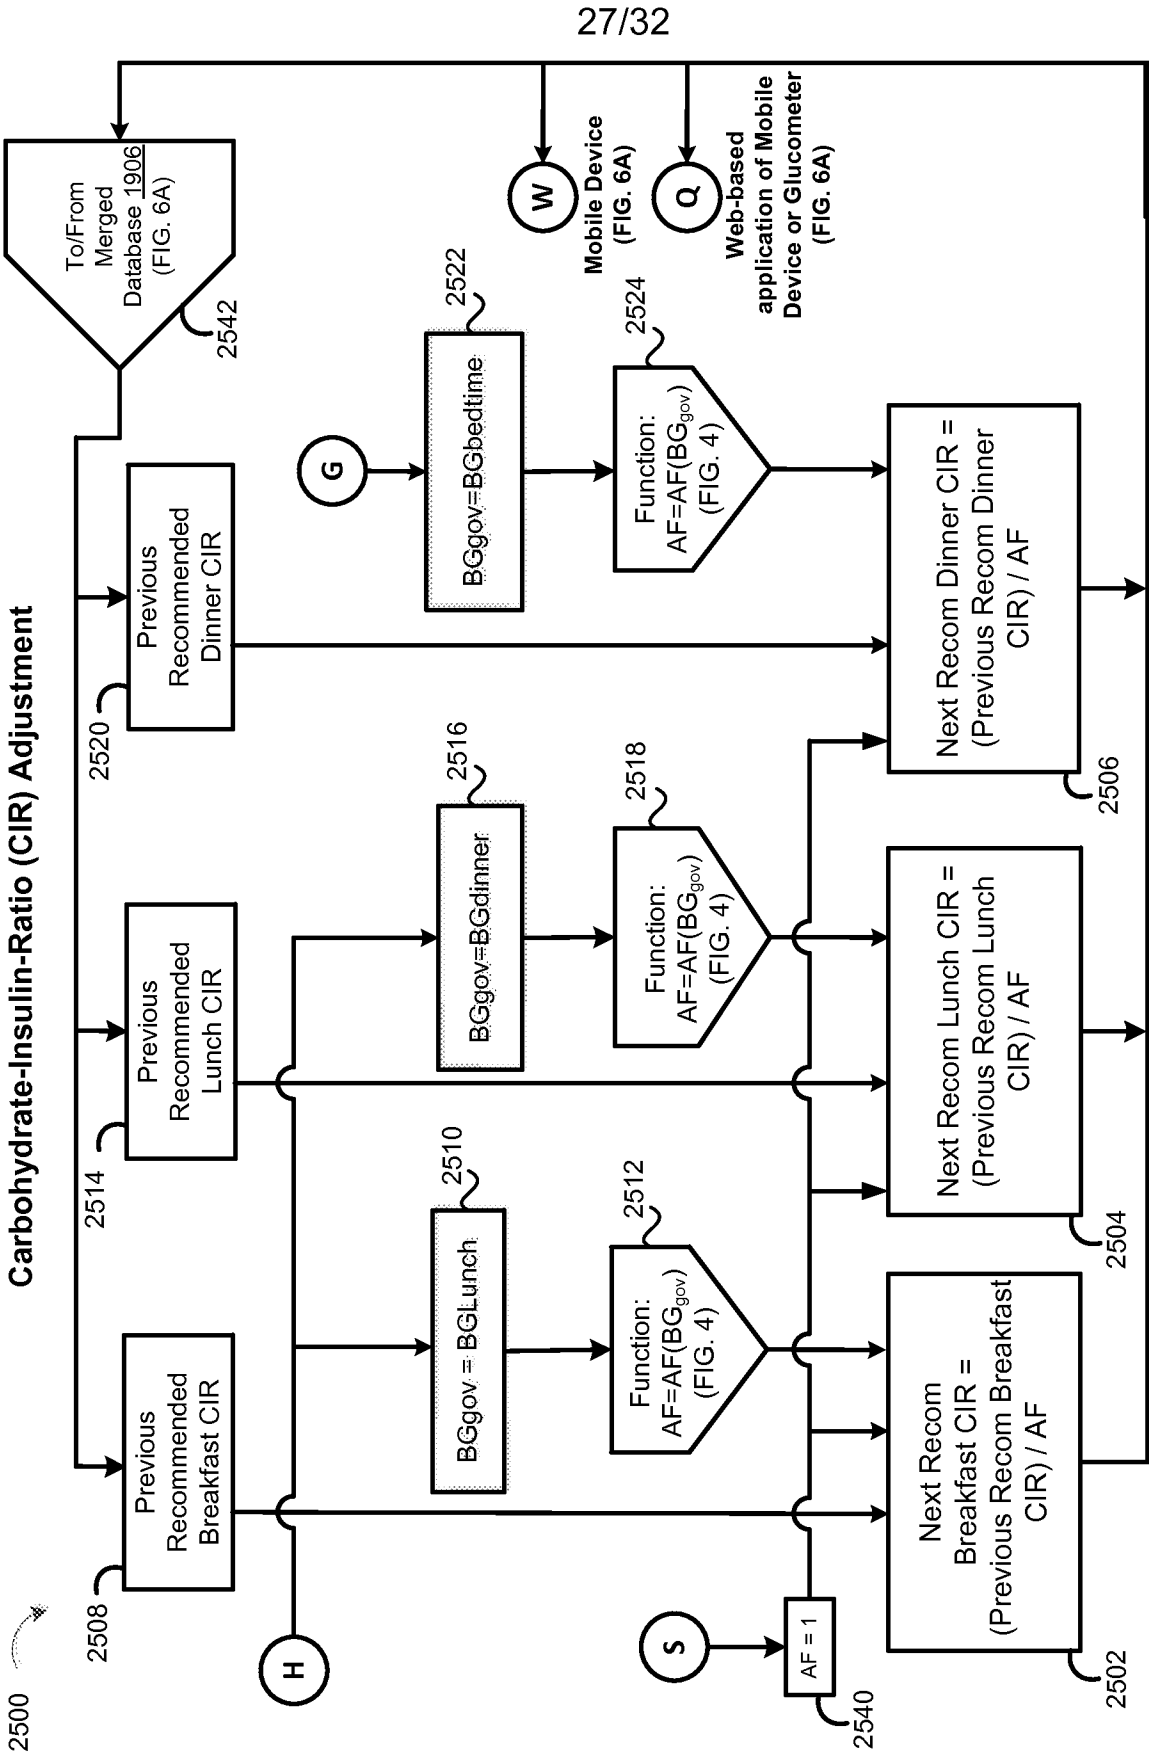 27/32
Carbohydrate-Insulin-Ratio (CIR) Adjustment
2500
To/From
Merged
Database 1906
(FIG. 6A)
2542
Previous
Recommended
Breakfast CIR
2508
Previous
Recommended
Lunch CIR
2514
Previous
Recommended
Dinner CIR
2520
H
G
BGgov = BGLunch
2510
BGgov=BGdinner
2516
BGgov=BGbedtime
2522
W
Mobile Device
(FIG. 6A)
Q
Web-based
application of Mobile
Device or Glucometer
(FIG. 6A)
Function:
AF=AF(BGgov)
(FIG. 4)
2512
Function:
AF=AF(BGgov)
(FIG. 4)
2518
Function:
AF=AF(BGgov)
(FIG. 4)
2524
S
AF = 1
2540
Next Recom
Breakfast CIR =
(Previous Recom Breakfast
CIR) / AF
2502
Next Recom Lunch CIR =
(Previous Recom Lunch
CIR) / AF
2504
Next Recom Dinner CIR =
(Previous Recom Dinner
CIR) / AF
2506